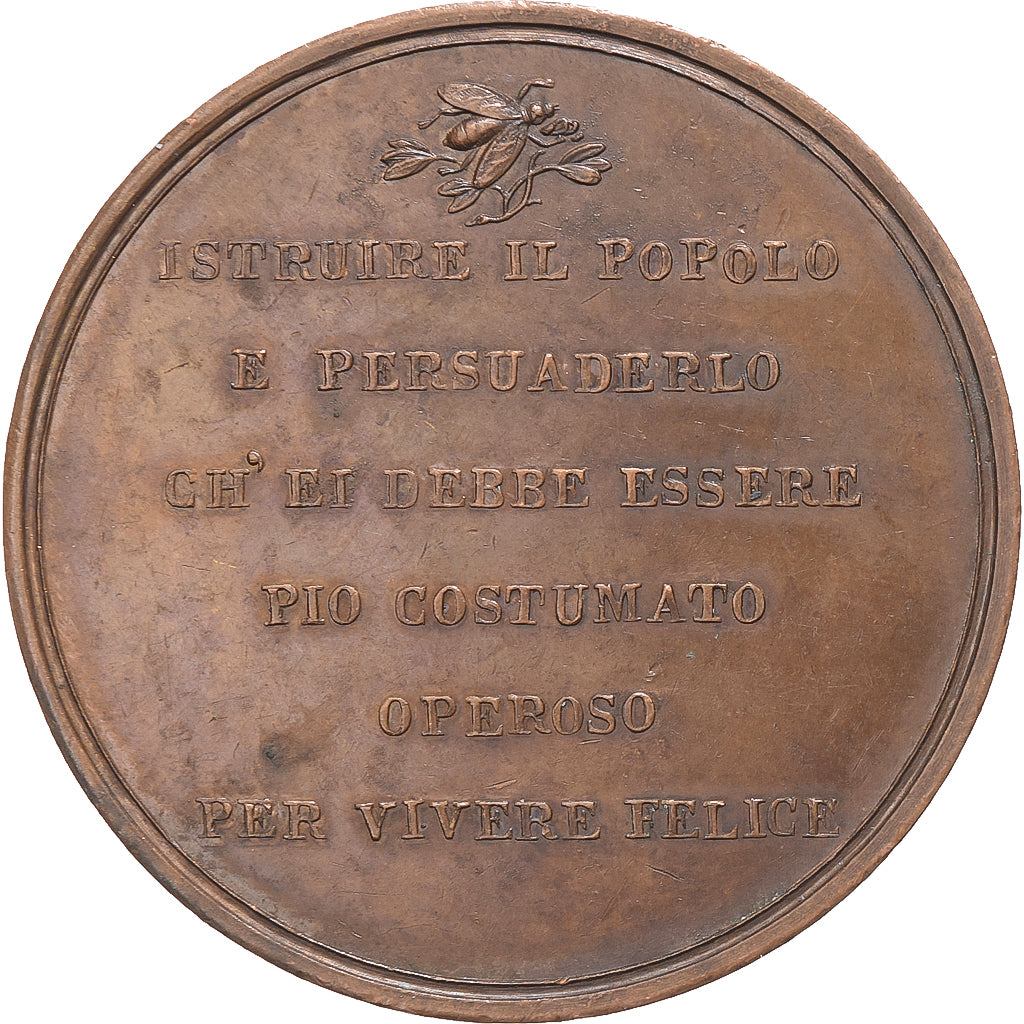 ISTRUIRE IL POPOLO
E PERSUADERLO
CH' EI DEBBE ESSERE
PIO COSTUMATO
OPEROSO
PER VIVERE FELICE